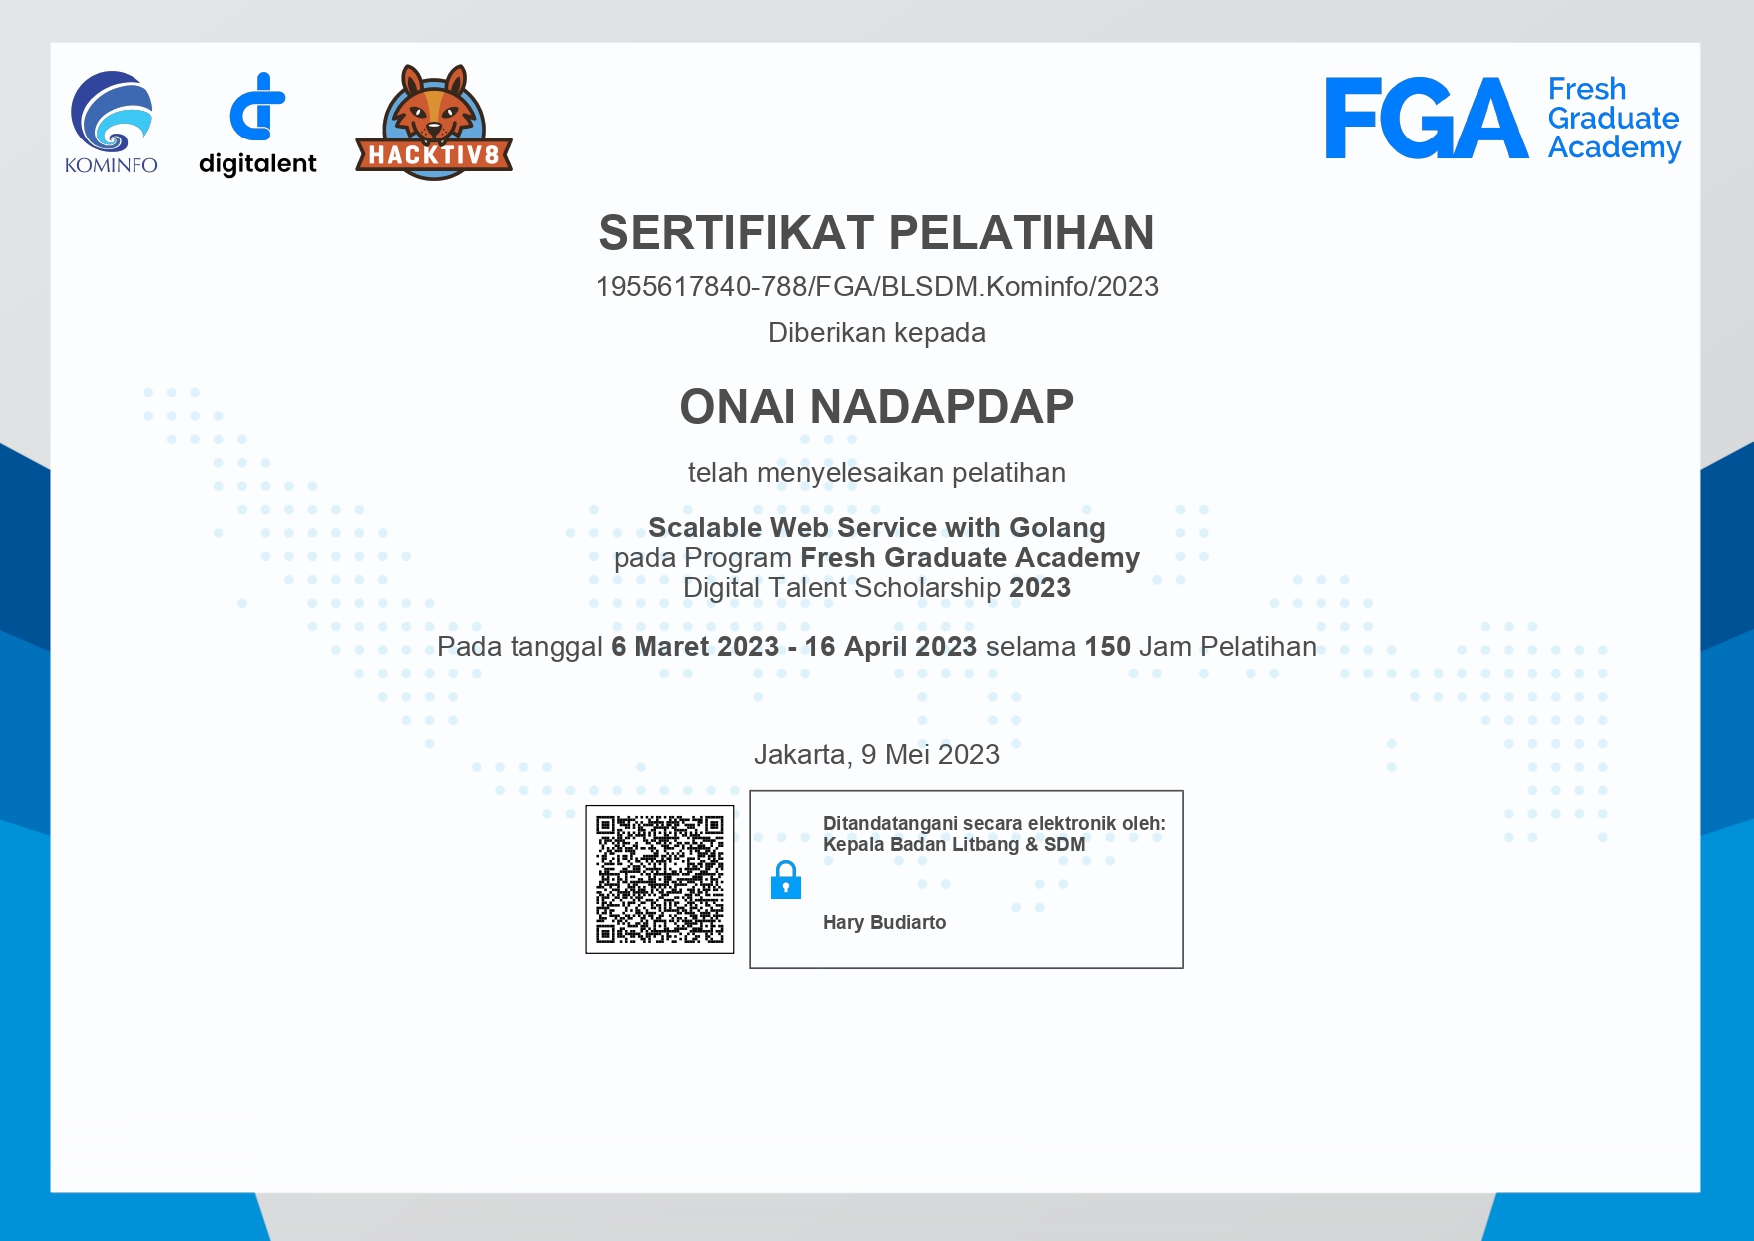 KOMINFO
digitalent
HACKTIV8
FGA
Fresh
Graduate
Academy
SERTIFIKAT PELATIHAN
1955617840-788/FGA/BLSDM.Kominfo/2023
Diberikan kepada
ONAI NADAPDAP
telah menyelesaikan pelatihan
Scalable Web Service with Golang
pada Program Fresh Graduate Academy
Digital Talent Scholarship 2023
Pada tanggal 6 Maret 2023 - 16 April 2023 selama 150 Jam Pelatihan
Jakarta, 9 Mei 2023
Ditandatangani secara elektronik oleh:
Kepala Badan Litbang & SDM
Hary Budiarto